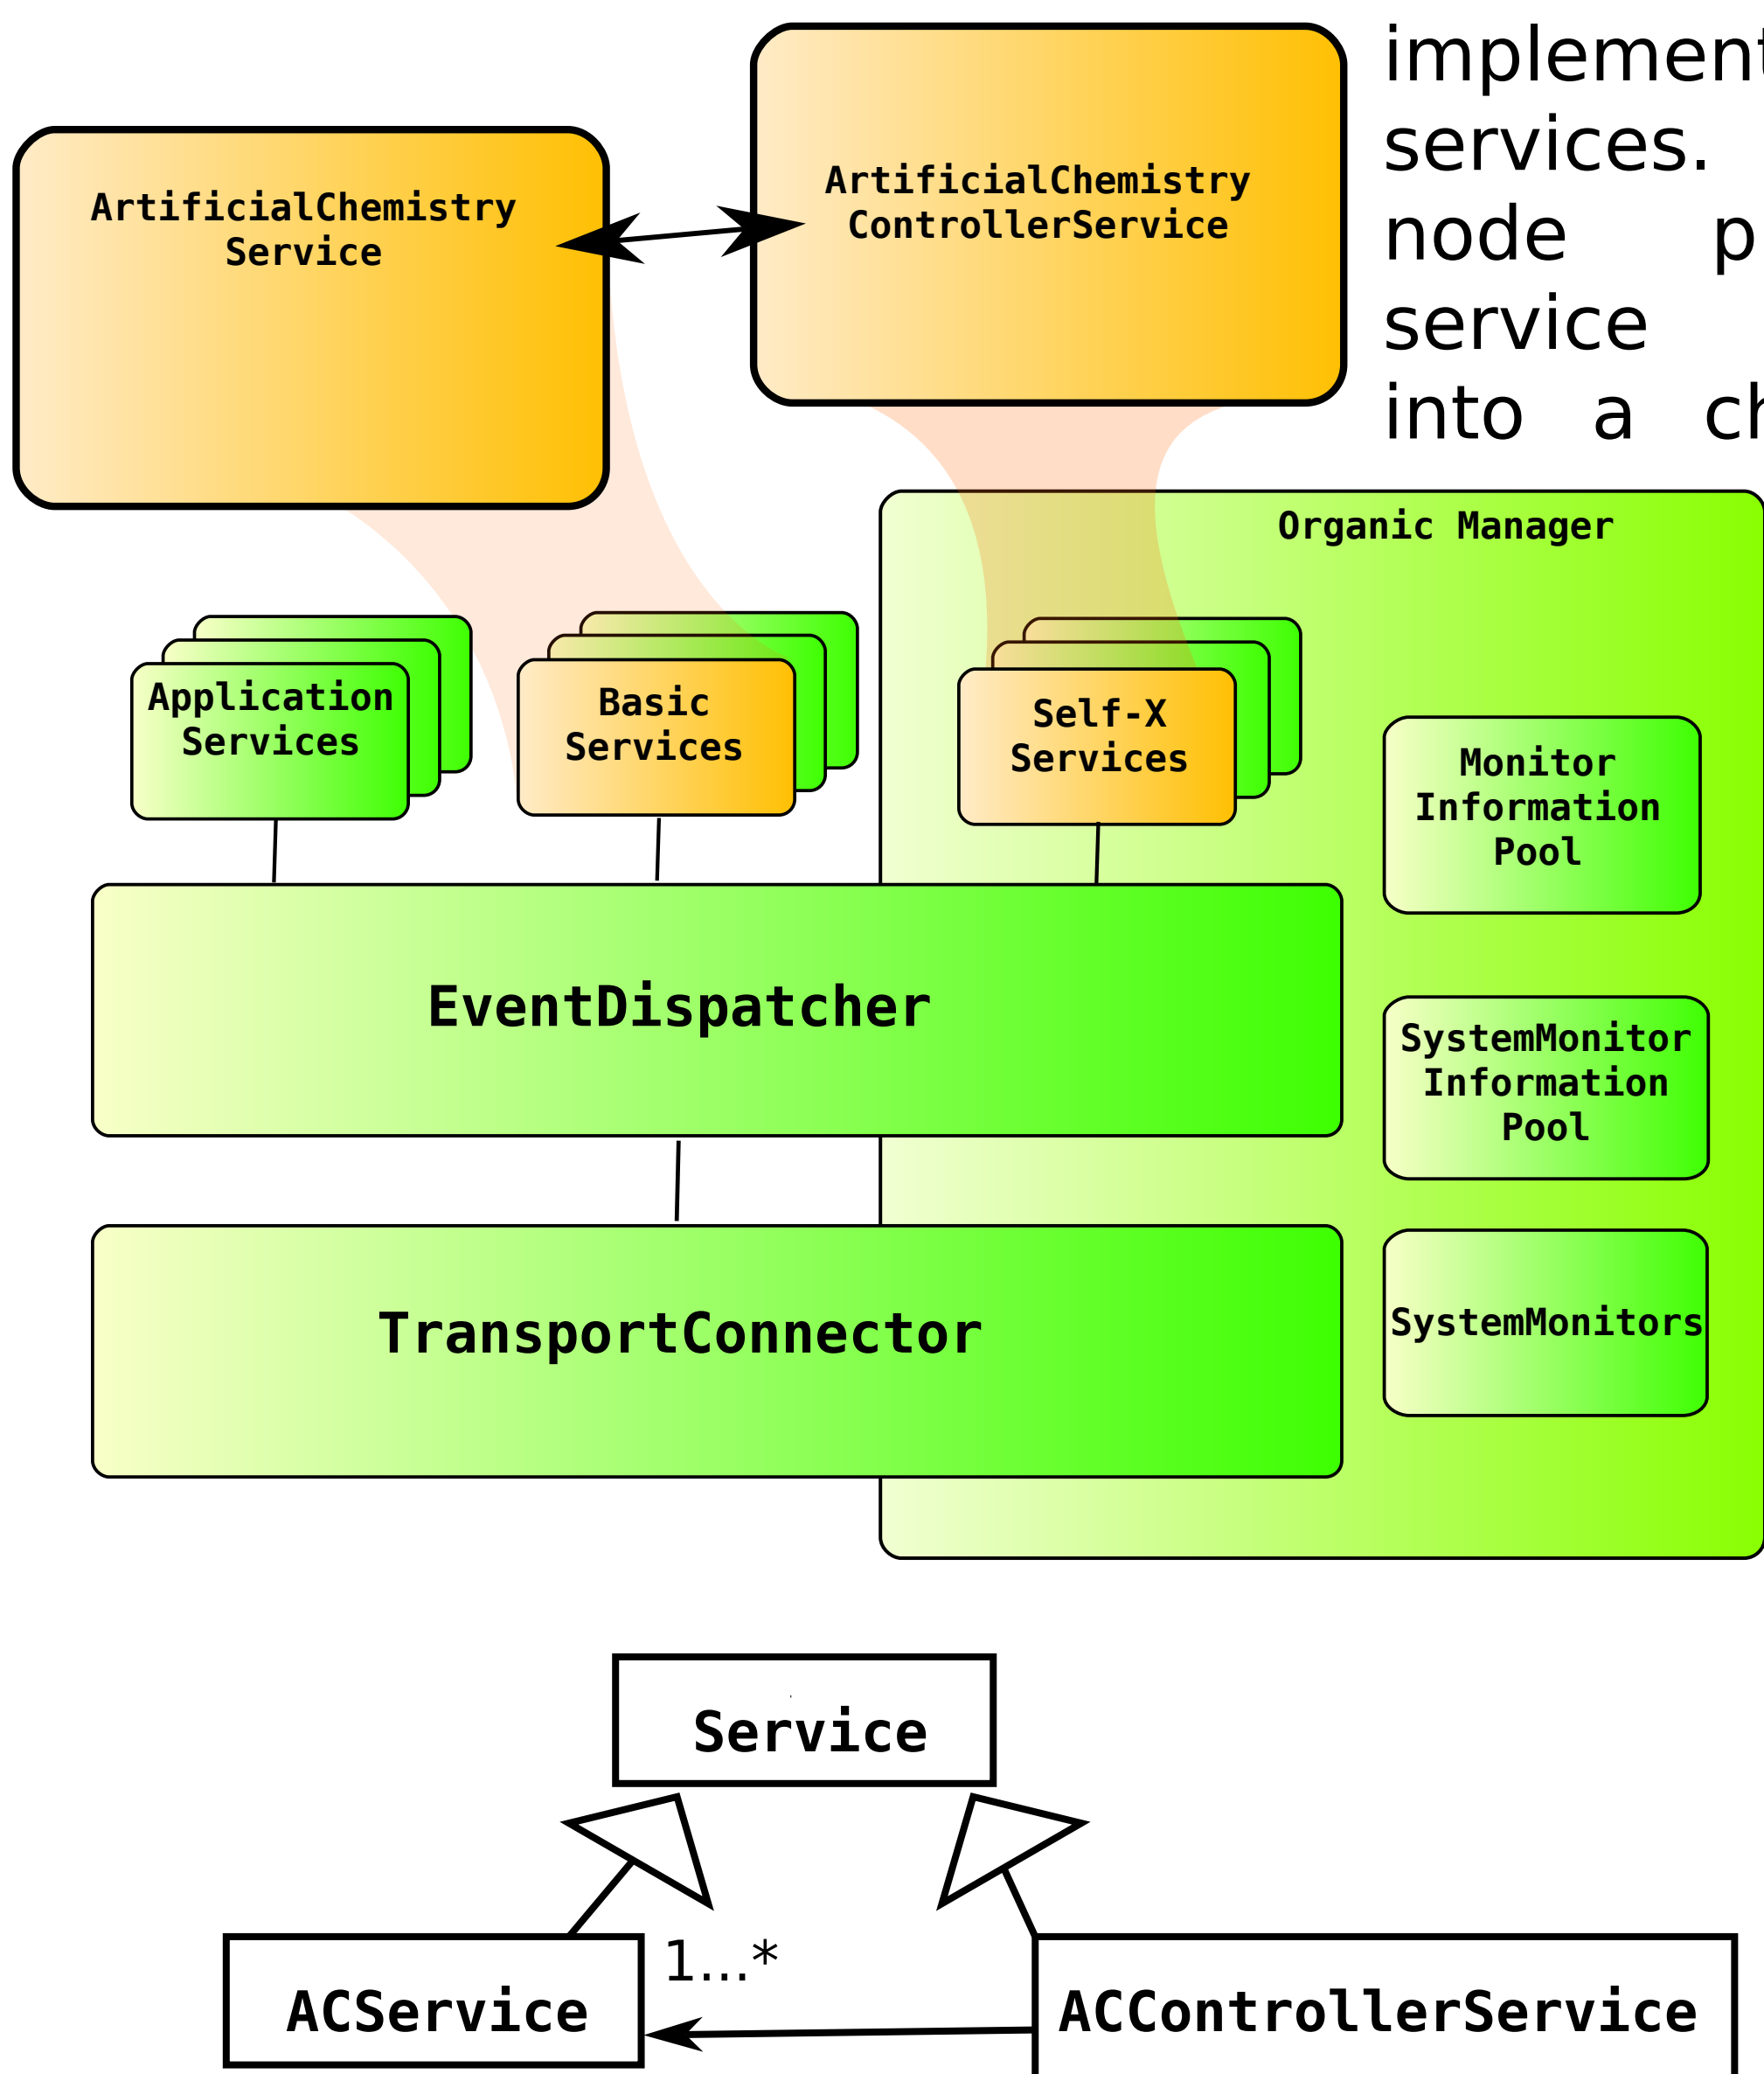 ArtificialChemistry
Service
ArtificialChemistry
ControllerService
implement
services.
node p
service
into a ch
Organic Manager
Application
Services
Basic
Services
Self-X
Services
Monitor
Information
Pool
EventDispatcher
SystemMonitor
Information
Pool
TransportConnector
SystemMonitors
Service
1...*
ACService
ACControllerService